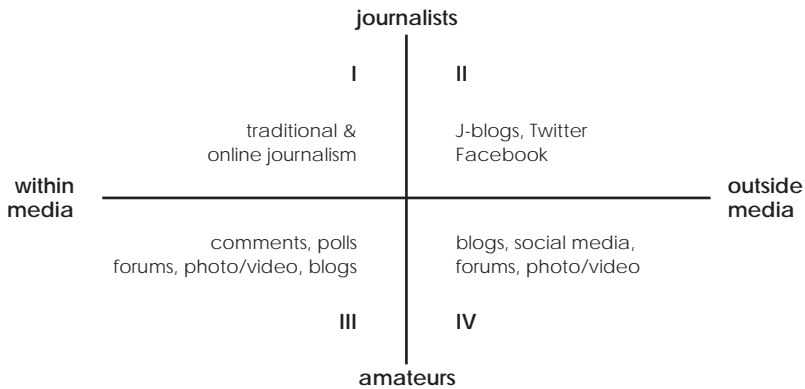 journalists
I
II
traditional &
online journalism
J-blogs, Twitter
Facebook
within
media
outside
media
comments, polls
forums, photo/video, blogs
blogs, social media,
forums, photo/video
III
IV
amateurs